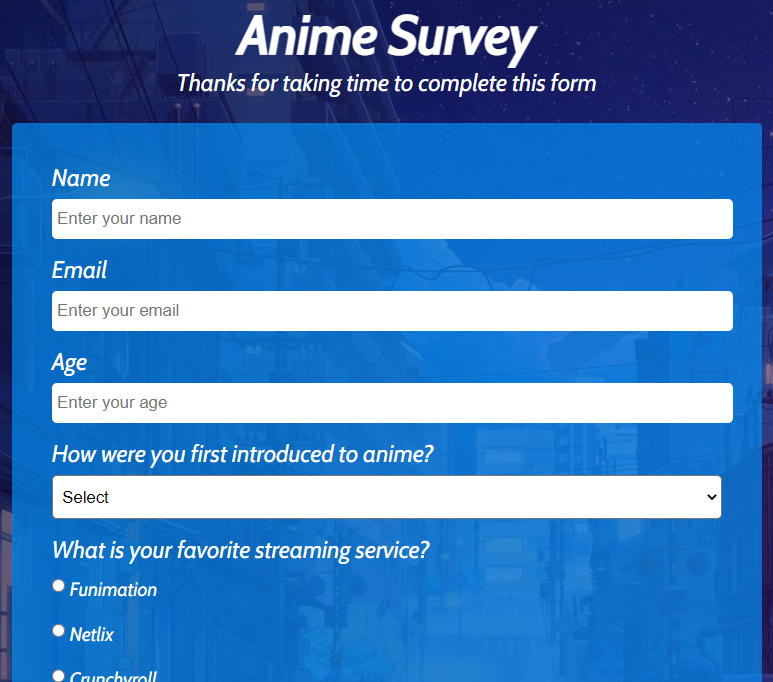 Anime Survey
Thanks for taking time to complete this form
Name
Enter your name
Email
Enter your email
Age
Enter your age
How were you first introduced to anime?
Select
What is your favorite streaming service?
Funimation
Netlix
Crunchyroll